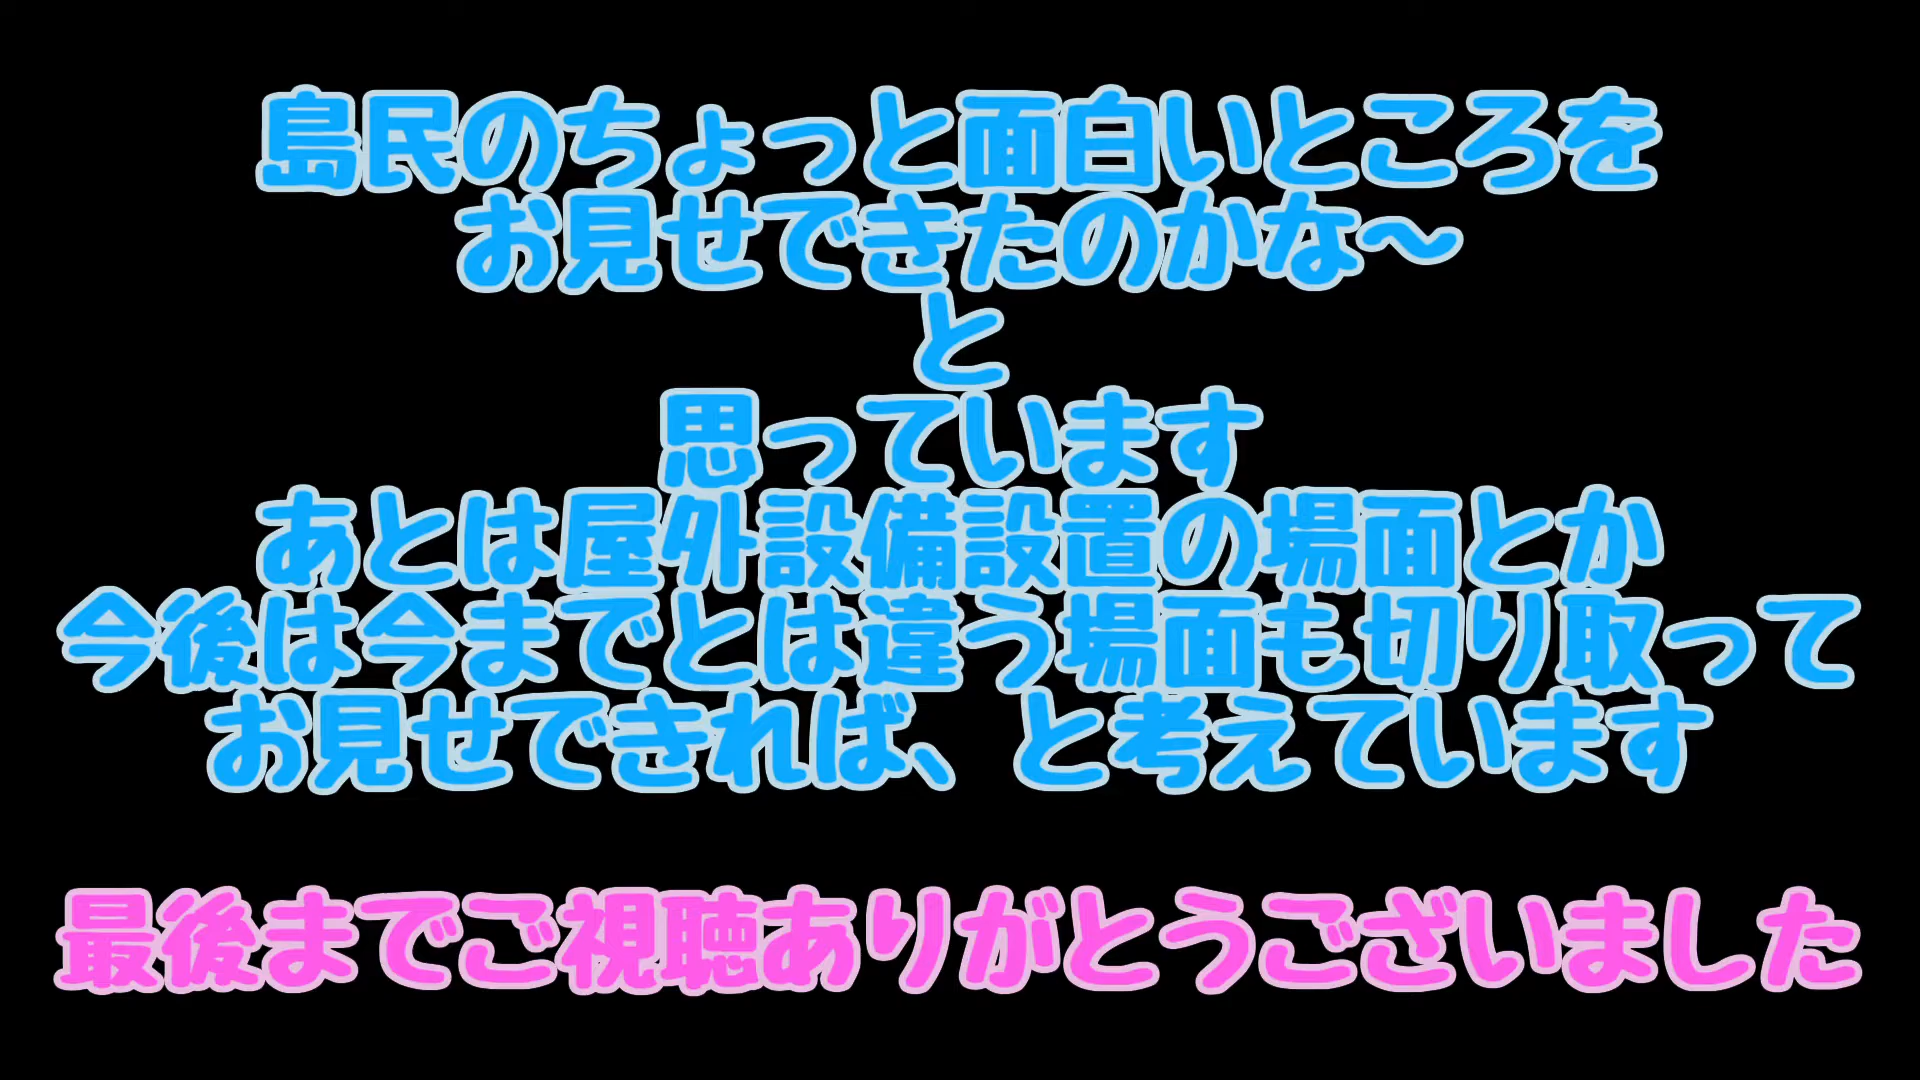 島民のちょっと面白いところを
お見せできたのかな～
と
思っています
あとは屋外設備設置の場面とか
今後は今までとは違う場面も切り取って
お見せできれば、と考えています
最後までご視聴ありがとうございました